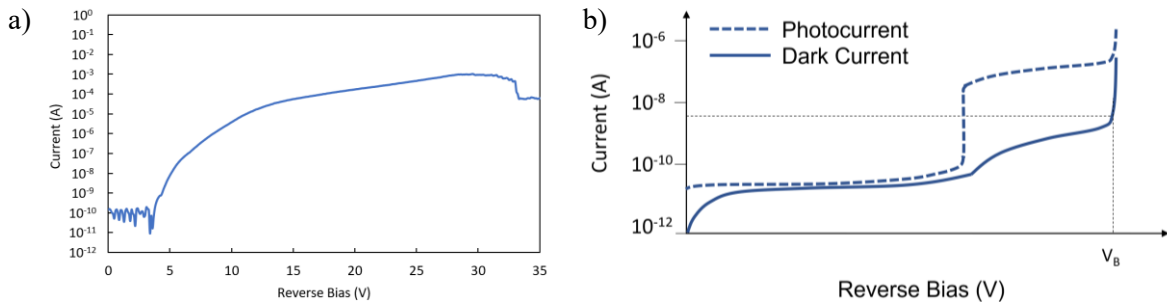 a)
10⁰
10⁻¹
10⁻²
10⁻³
10⁻⁴
10⁻⁵
10⁻⁶
10⁻⁷
10⁻⁸
10⁻⁹
10⁻¹⁰
10⁻¹¹
10⁻¹²
Current (A)
0 5 10 15 20 25 30 35
Reverse Bias (V)
b)
Photocurrent
Dark Current
10⁻⁶
10⁻⁸
10⁻¹⁰
10⁻¹²
Current (A)
V_B
Reverse Bias (V)